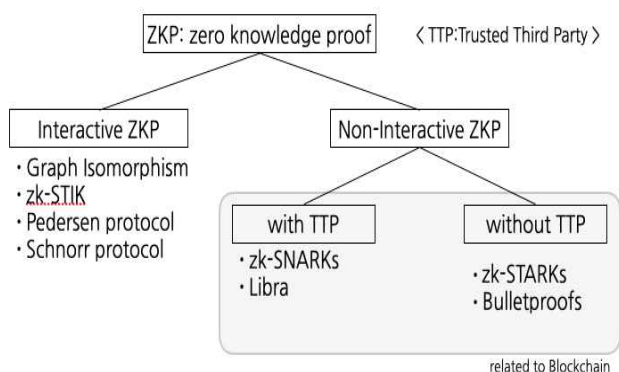 ZKP: zero knowledge proof
〈 TTP:Trusted Third Party 〉
Interactive ZKP
· Graph Isomorphism
· zk-STIK
· Pedersen protocol
· Schnorr protocol
Non-Interactive ZKP
with TTP
· zk-SNARKs
· Libra
without TTP
· zk-STARKs
· Bulletproofs
related to Blockchain